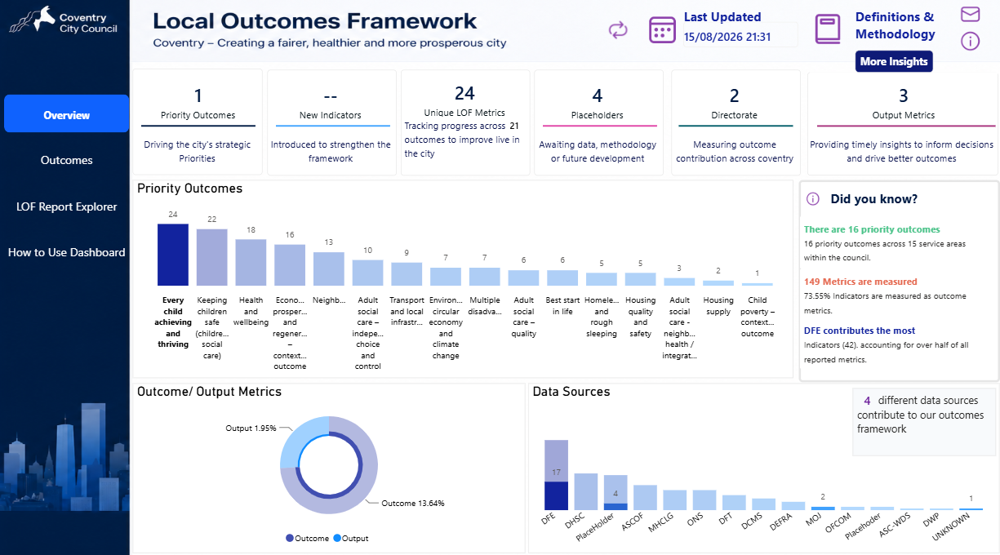 Coventry
City Council
Local Outcomes Framework
Coventry – Creating a fairer, healthier and more prosperous city
Last Updated
15/08/2026 21:31
Definitions &
Methodology
More Insights
Overview
Outcomes
LOF Report Explorer
How to Use Dashboard
1
Priority Outcomes
Driving the city's strategic
Priorities
--
New Indicators
Introduced to strengthen the
framework
24
Unique LOF Metrics
Tracking progress across 21
outcomes to improve live in
the city
4
Placeholders
Awaiting data, methodology
or future development
2
Directorate
Measuring outcome
contribution across coventry
3
Output Metrics
Providing timely insights to inform decisions
and drive better outcomes
Priority Outcomes
24
22
18
16
13
10
9
7
7
6
6
5
5
3
2
1
Every
child
achieving
and
thriving
Keeping
children
safe
(childre...
social
care)
Health
and
wellbeing
Econo...
prosper...
and
regener...
–
context...
outcome
Neighb...
Adult
social
care –
indepe...
choice
and
control
Transport
and local
infrastr...
Environ...
circular
economy
and
climate
change
Multiple
disadva...
Adult
social
care –
quality
Best start
in life
Homele...
and
rough
sleeping
Housing
quality
and
safety
Adult
social
care -
neighb...
health /
integrat...
Housing
supply
Child
poverty –
context...
outcome
Did you know?
There are 16 priority outcomes
16 priority outcomes across 15 service areas
within the council.
149 Metrics are measured
73.55% Indicators are measured as outcome
metrics.
DFE contributes the most
Indicators (42). accounting for over half of all
reported metrics.
Outcome/ Output Metrics
Output 1.95%
Outcome 13.64%
Outcome
Output
Data Sources
4 different data sources
contribute to our outcomes
framework
17
4
2
1
DFE
DHSC
PlaceHolder
ASCOF
MHCLG
ONS
DFT
DCMS
DEFRA
MOJ
OFCOM
Placehoder
ASC-WDS
DWP
UNKNOWN